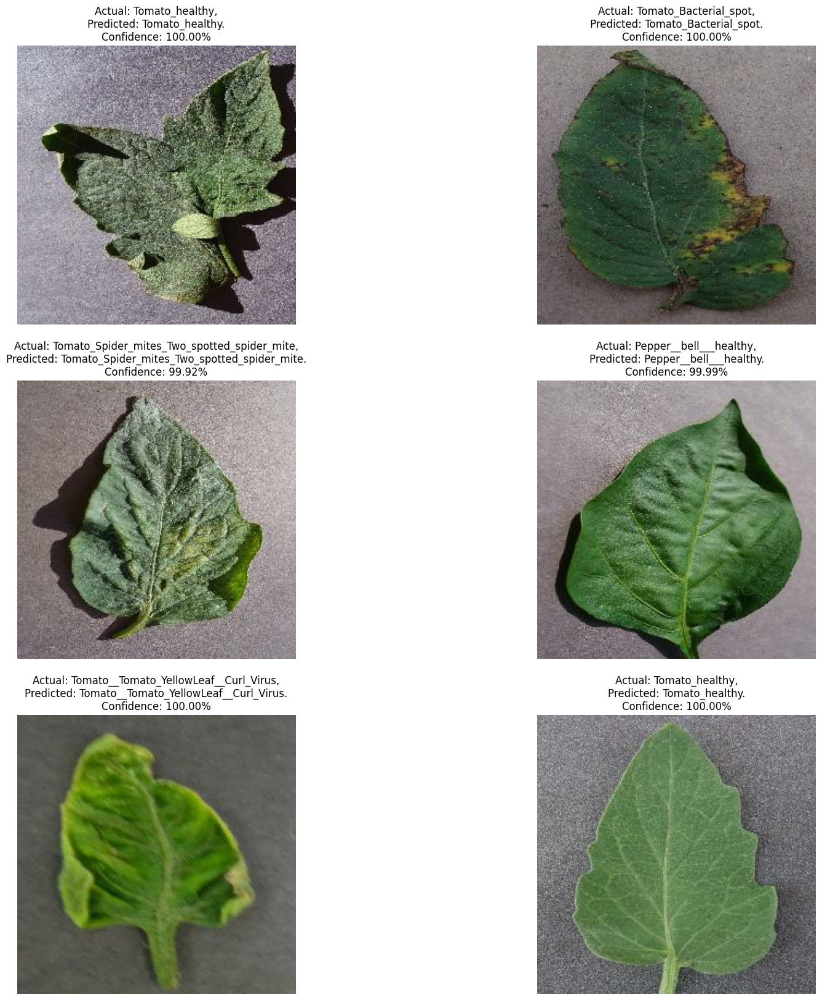 Actual: Tomato_healthy,
Predicted: Tomato_healthy.
Confidence: 100.00%
Actual: Tomato_Bacterial_spot,
Predicted: Tomato_Bacterial_spot.
Confidence: 100.00%
Actual: Tomato_Spider_mites_Two_spotted_spider_mite,
Predicted: Tomato_Spider_mites_Two_spotted_spider_mite.
Confidence: 99.92%
Actual: Pepper__bell___healthy,
Predicted: Pepper__bell___healthy.
Confidence: 99.99%
Actual: Tomato__Tomato_YellowLeaf__Curl_Virus,
Predicted: Tomato__Tomato_YellowLeaf__Curl_Virus.
Confidence: 100.00%
Actual: Tomato_healthy,
Predicted: Tomato_healthy.
Confidence: 100.00%